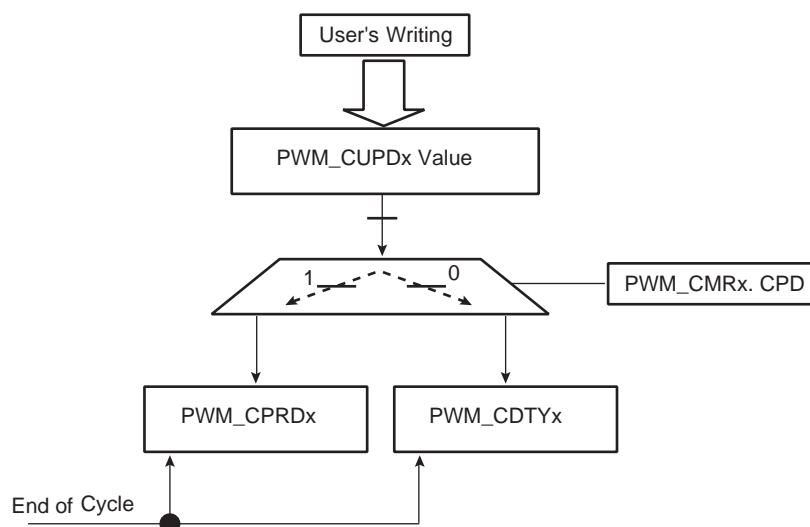 User's Writing
PWM_CUPDx Value
1
0
PWM_CMRx. CPD
PWM_CPRDx
PWM_CDTYx
End of Cycle